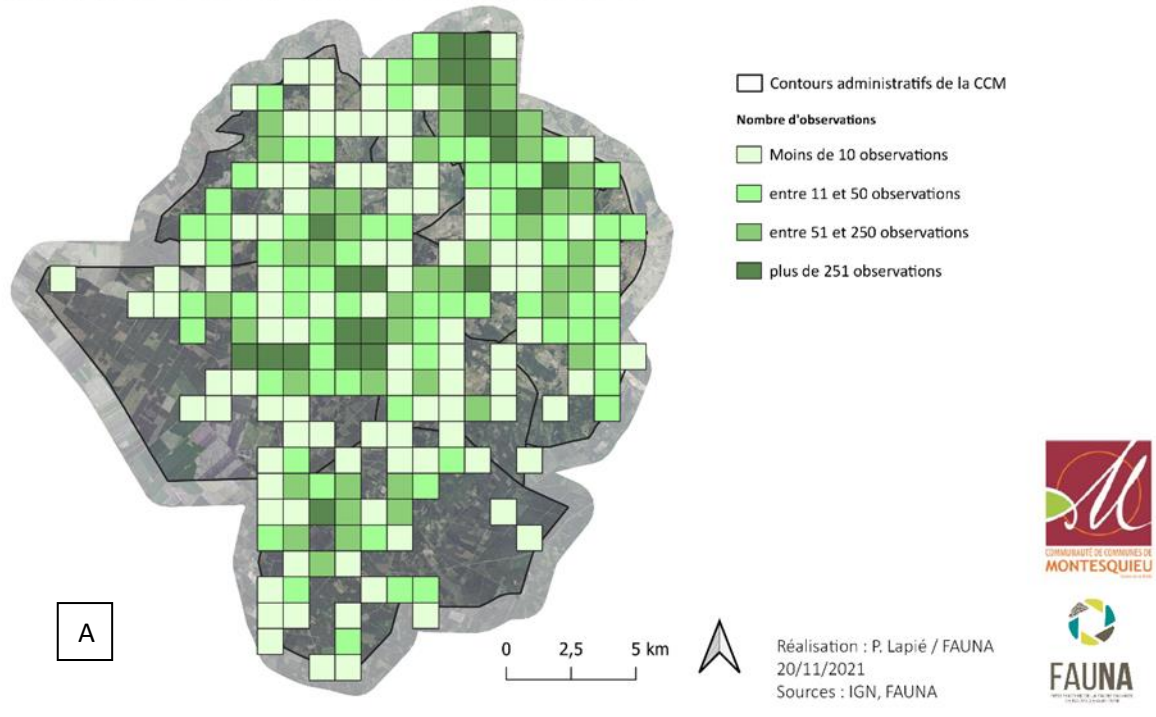 Contours administratifs de la CCM
Nombre d'observations
Moins de 10 observations
entre 11 et 50 observations
entre 51 et 250 observations
plus de 251 observations
A
0 2,5 5 km
Réalisation : P. Lapié / FAUNA
20/11/2021
Sources : IGN, FAUNA
M
COMMUNAUTÉ DE COMMUNES DE
MONTESQUIEU
FAUNA